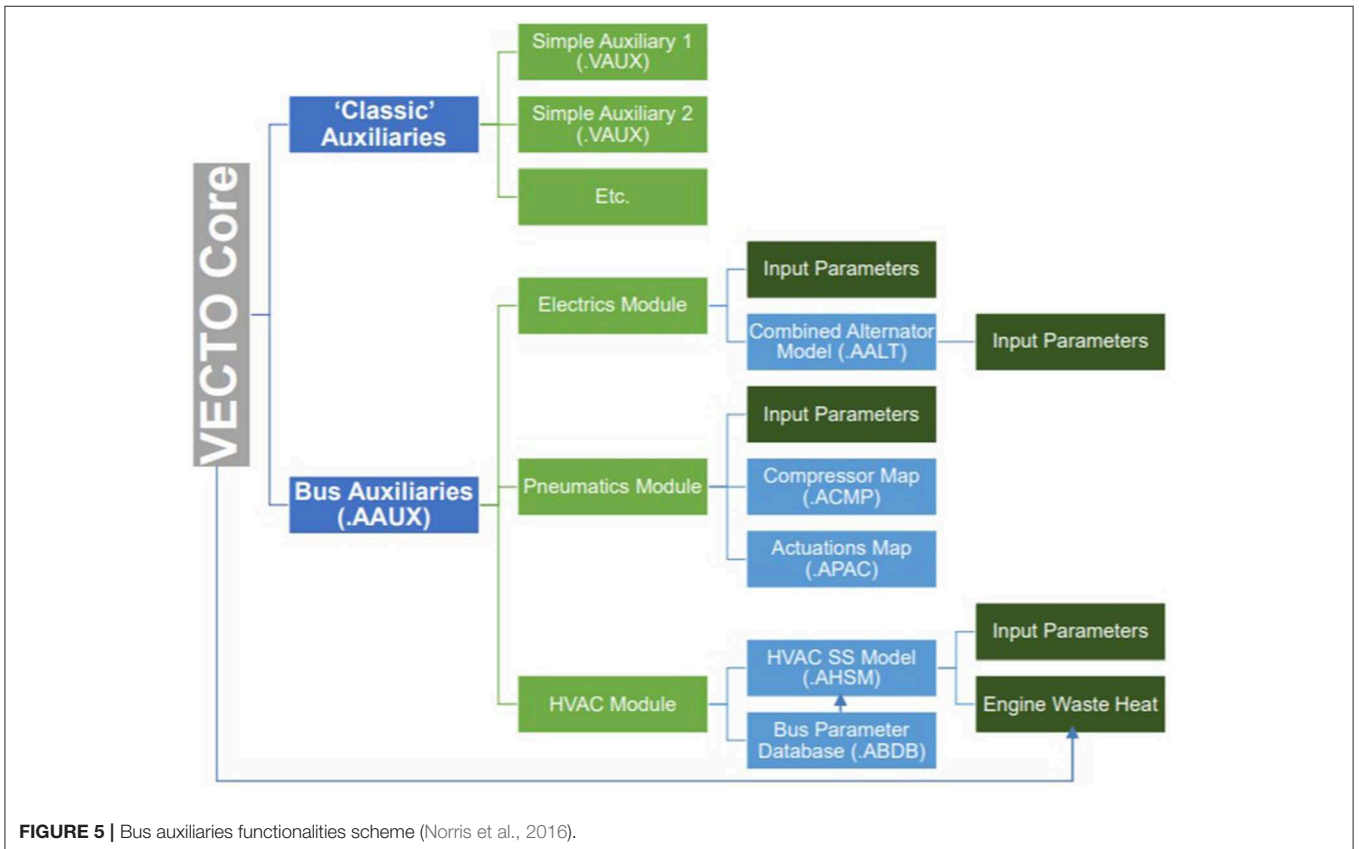 VECTO Core
'Classic'
Auxiliaries
Simple Auxiliary 1
(.VAUX)
Simple Auxiliary 2
(.VAUX)
Etc.
Bus Auxiliaries
(.AAUX)
Electrics Module
Input Parameters
Combined Alternator
Model (.AALT)
Input Parameters
Pneumatics Module
Input Parameters
Compressor Map
(.ACMP)
Actuations Map
(.APAC)
HVAC Module
HVAC SS Model
(.AHSM)
Bus Parameter
Database (.ABDB)
Input Parameters
Engine Waste Heat
FIGURE 5 | Bus auxiliaries functionalities scheme (Norris et al., 2016).